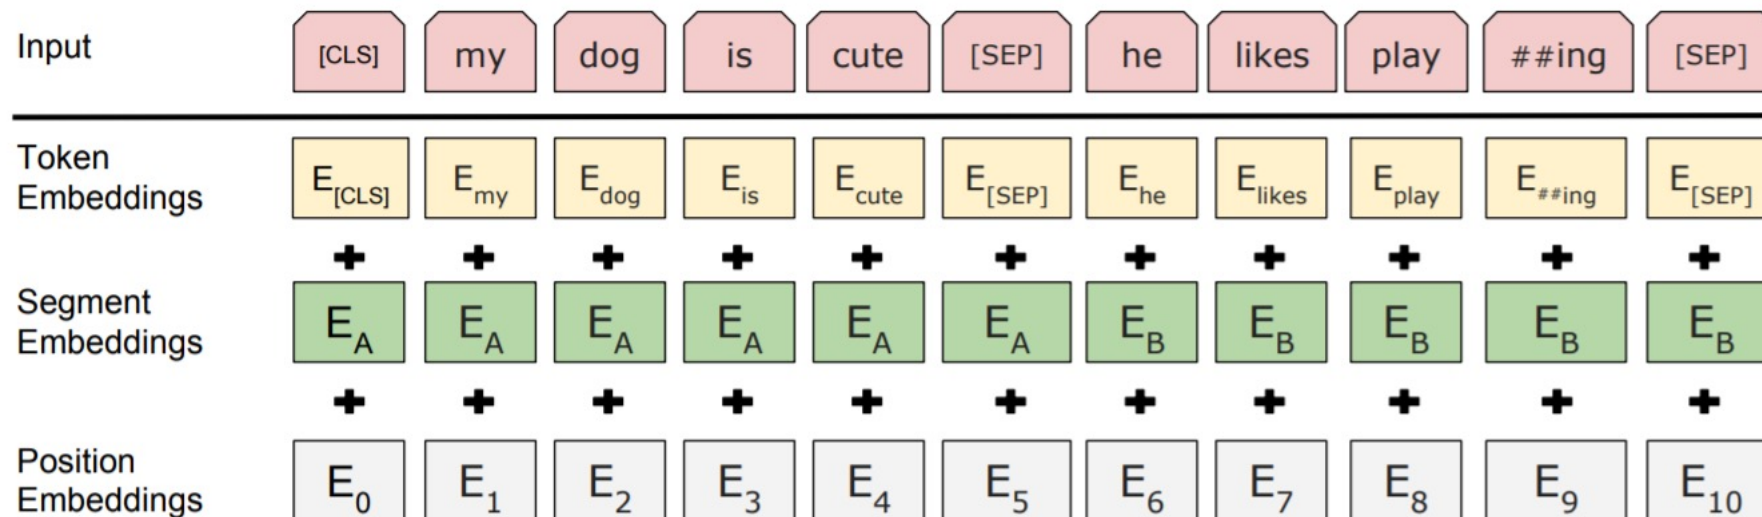 Input [CLS] my dog is cute [SEP] he likes play ##ing [SEP]
Token
Embeddings
E[CLS] Emy Edog Eis Ecute E[SEP] Ehe Elikes Eplay E##ing E[SEP]
+ + + + + + + + + + +
Segment
Embeddings
EA EA EA EA EA EA EB EB EB EB EB
+ + + + + + + + + + +
Position
Embeddings
E0 E1 E2 E3 E4 E5 E6 E7 E8 E9 E10